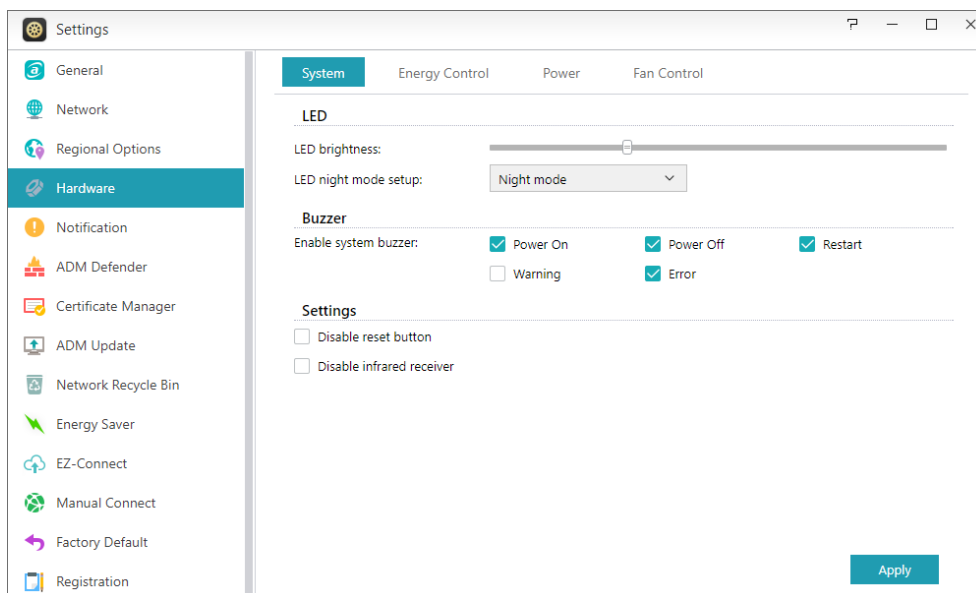 Settings
General
Network
Regional Options
Hardware
Notification
ADM Defender
Certificate Manager
ADM Update
Network Recycle Bin
Energy Saver
EZ-Connect
Manual Connect
Factory Default
Registration
System Energy Control Power Fan Control
LED
LED brightness:
LED night mode setup: Night mode
Buzzer
Enable system buzzer: Power On Power Off Restart
Warning Error
Settings
Disable reset button
Disable infrared receiver
Apply